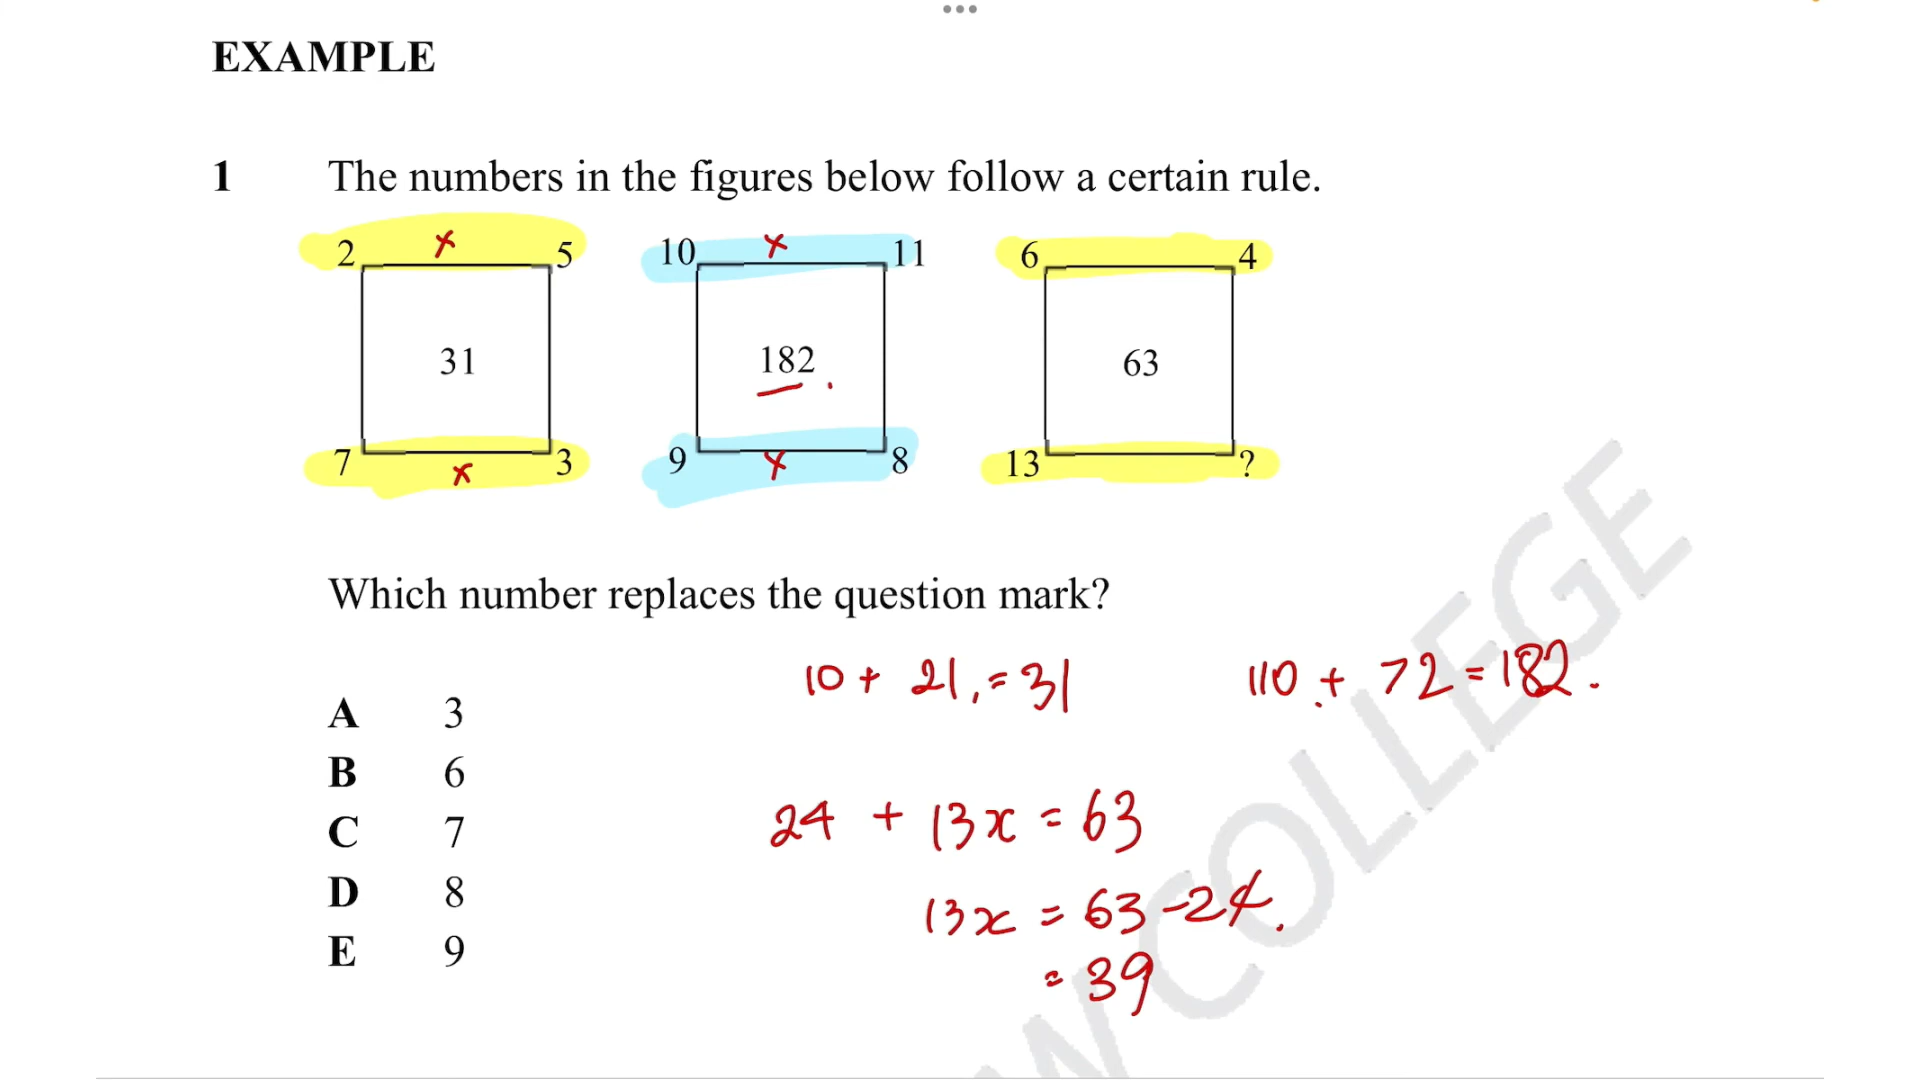 EXAMPLE
1 The numbers in the figures below follow a certain rule.
2 × 5 10 × 11 6 4
31 182 . 63
7 × 3 9 × 8 13 ?
Which number replaces the question mark?
10 + 21, = 31 110 + 72 = 182.
A 3
B 6
C 7
24 + 13x = 63
D 8
13x = 63 - 24.
E 9
= 39
W COLLEGE